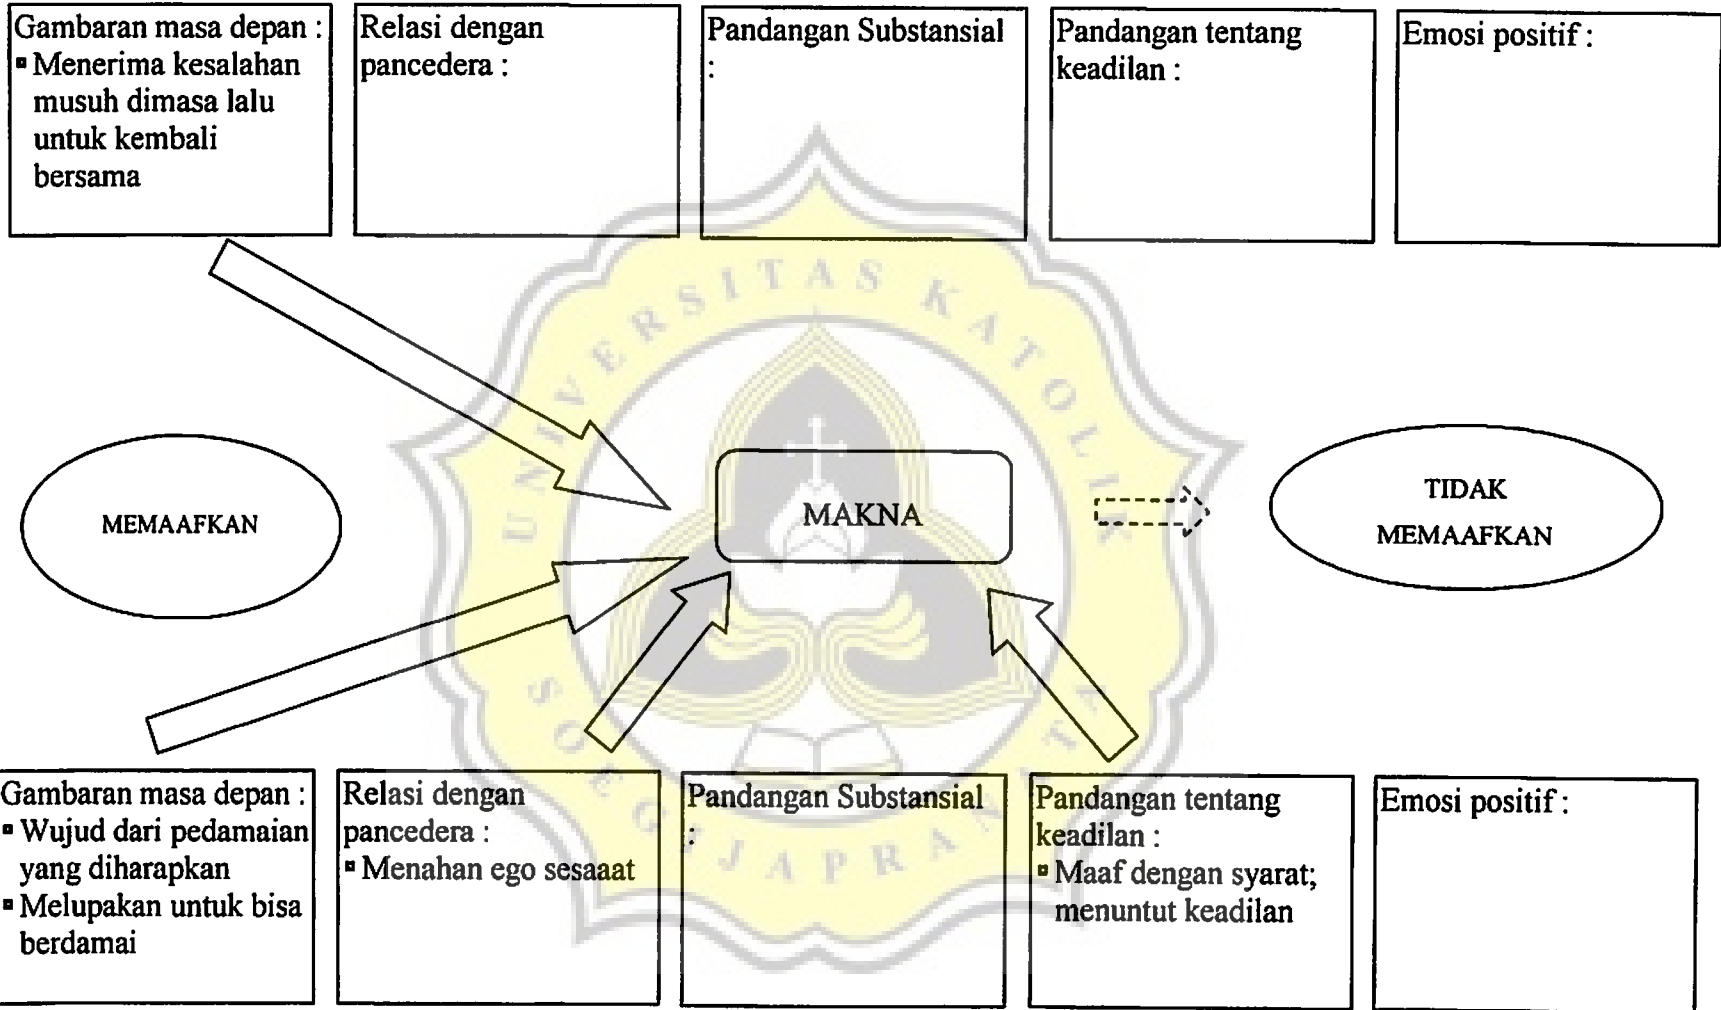 Gambaran masa depan :
▫ Menerima kesalahan
musuh dimasa lalu
untuk kembali
bersama
Relasi dengan
pancedera :
Pandangan Substansial
:
Pandangan tentang
keadilan :
Emosi positif :
UNIVERSITAS KATOLIK
MEMAAFKAN
MAKNA
TIDAK
MEMAAFKAN
SOEGIJAPRANATA
Gambaran masa depan :
▫ Wujud dari pedamaian
yang diharapkan
▫ Melupakan untuk bisa
berdamai
Relasi dengan
pancedera :
▫ Menahan ego sesaaat
Pandangan Substansial
:
Pandangan tentang
keadilan :
▫ Maaf dengan syarat;
menuntut keadilan
Emosi positif :